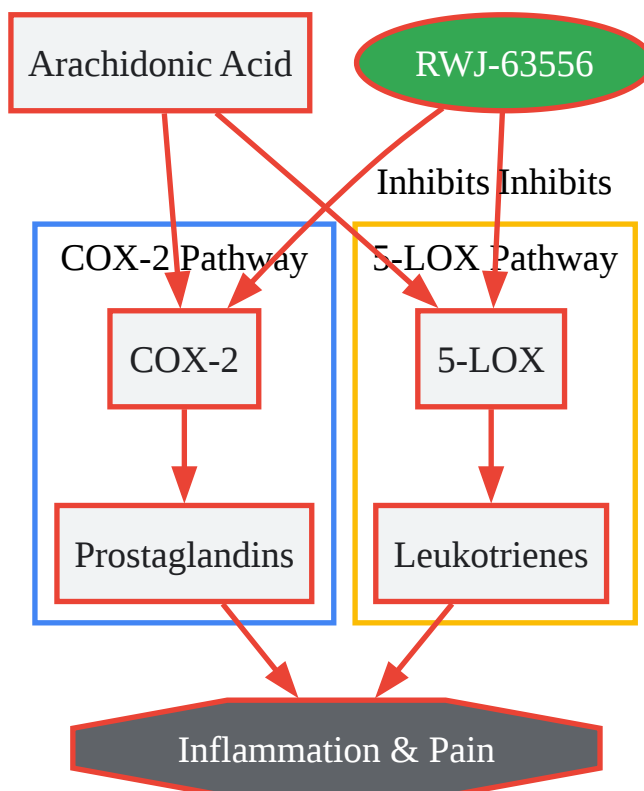 Arachidonic Acid
RWJ-63556
Inhibits
Inhibits
COX-2 Pathway
5-LOX Pathway
COX-2
5-LOX
Prostaglandins
Leukotrienes
Inflammation & Pain